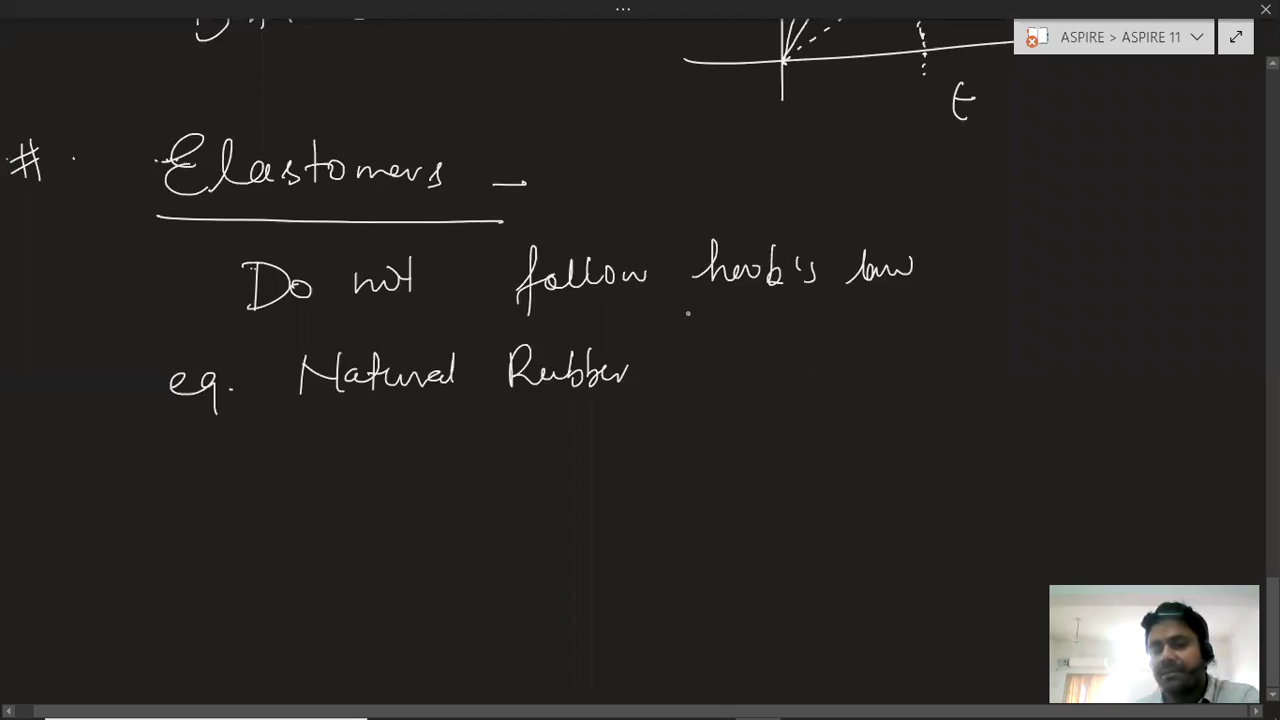 ASPIRE > ASPIRE 11
t
# Elastomers -
Do not follow hook's law
eg. Natural Rubber